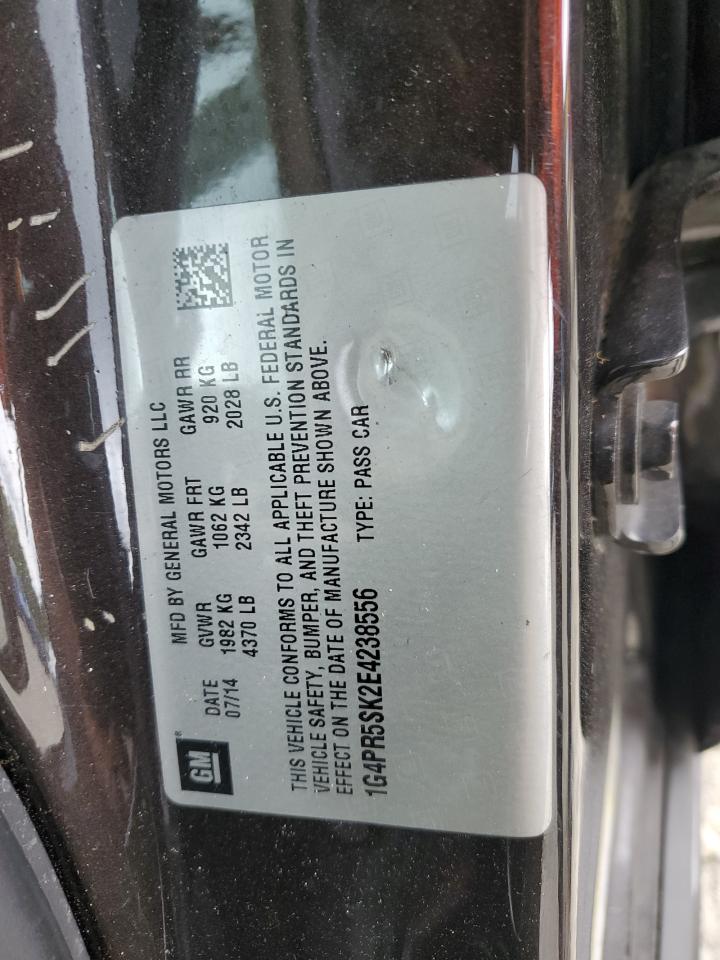 GM®
MFD BY GENERAL MOTORS LLC
DATE GVWR GAWR FRT GAWR RR
07/14 1982 KG 1062 KG 920 KG
4370 LB 2342 LB 2028 LB
THIS VEHICLE CONFORMS TO ALL APPLICABLE U.S. FEDERAL MOTOR
VEHICLE SAFETY, BUMPER, AND THEFT PREVENTION STANDARDS IN
EFFECT ON THE DATE OF MANUFACTURE SHOWN ABOVE.
1G4PR5SK2E4238556 TYPE: PASS CAR